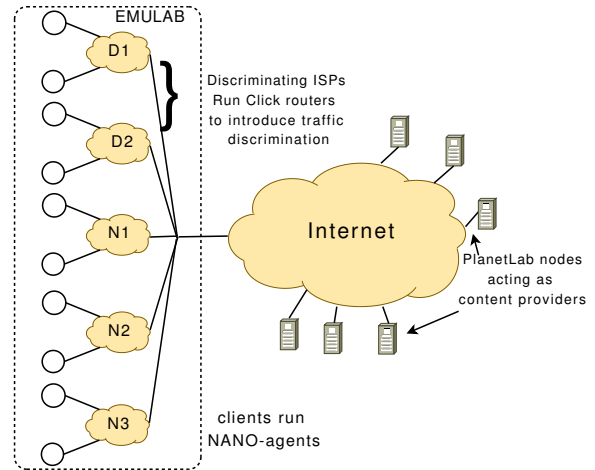 EMULAB
D1
Discriminating ISPs
Run Click routers
to introduce traffic
discrimination
D2
N1
Internet
PlanetLab nodes
acting as
content providers
N2
N3
clients run
NANO-agents